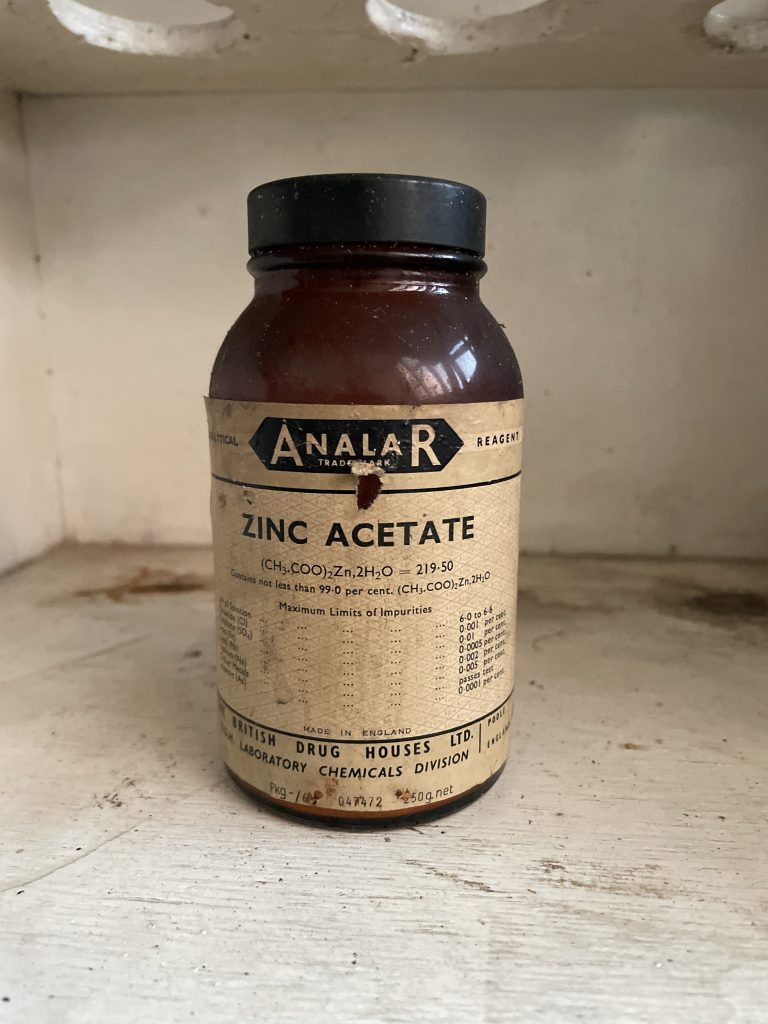 ANALAR
REAGENT
TRADE MARK
ZINC ACETATE
(CH₃.COO)₂Zn,2H₂O = 219·50
Contains not less than 99·0 per cent. (CH₃.COO)₂Zn,2H₂O
Maximum Limits of Impurities
6·0 to 6·6
0·001 per cent.
0·01 per cent.
0·0005 per cent.
0·002 per cent.
0·005 per cent.
passes test
0·0001 per cent.
MADE IN ENGLAND
BRITISH DRUG HOUSES LTD.
POOLE
ENGLAND
LABORATORY CHEMICALS DIVISION
047472 250g.net